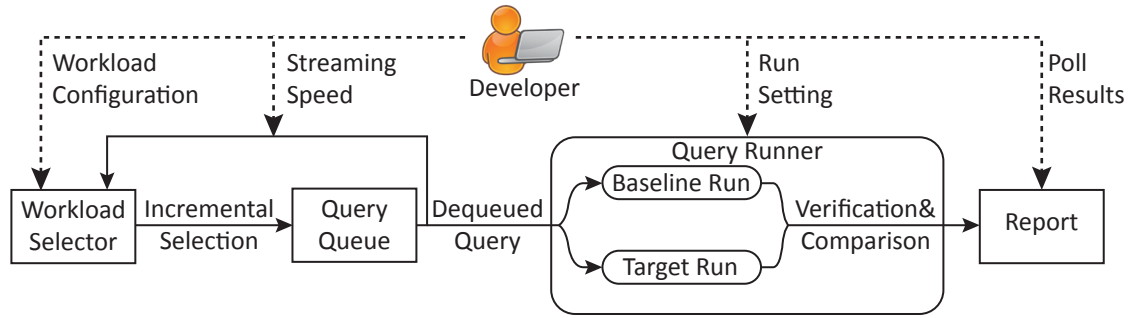 Workload
Configuration
Streaming
Speed
Developer
Run
Setting
Poll
Results
Workload
Selector
Incremental
Selection
Query
Queue
Dequeued
Query
Query Runner
Baseline Run
Target Run
Verification&
Comparison
Report